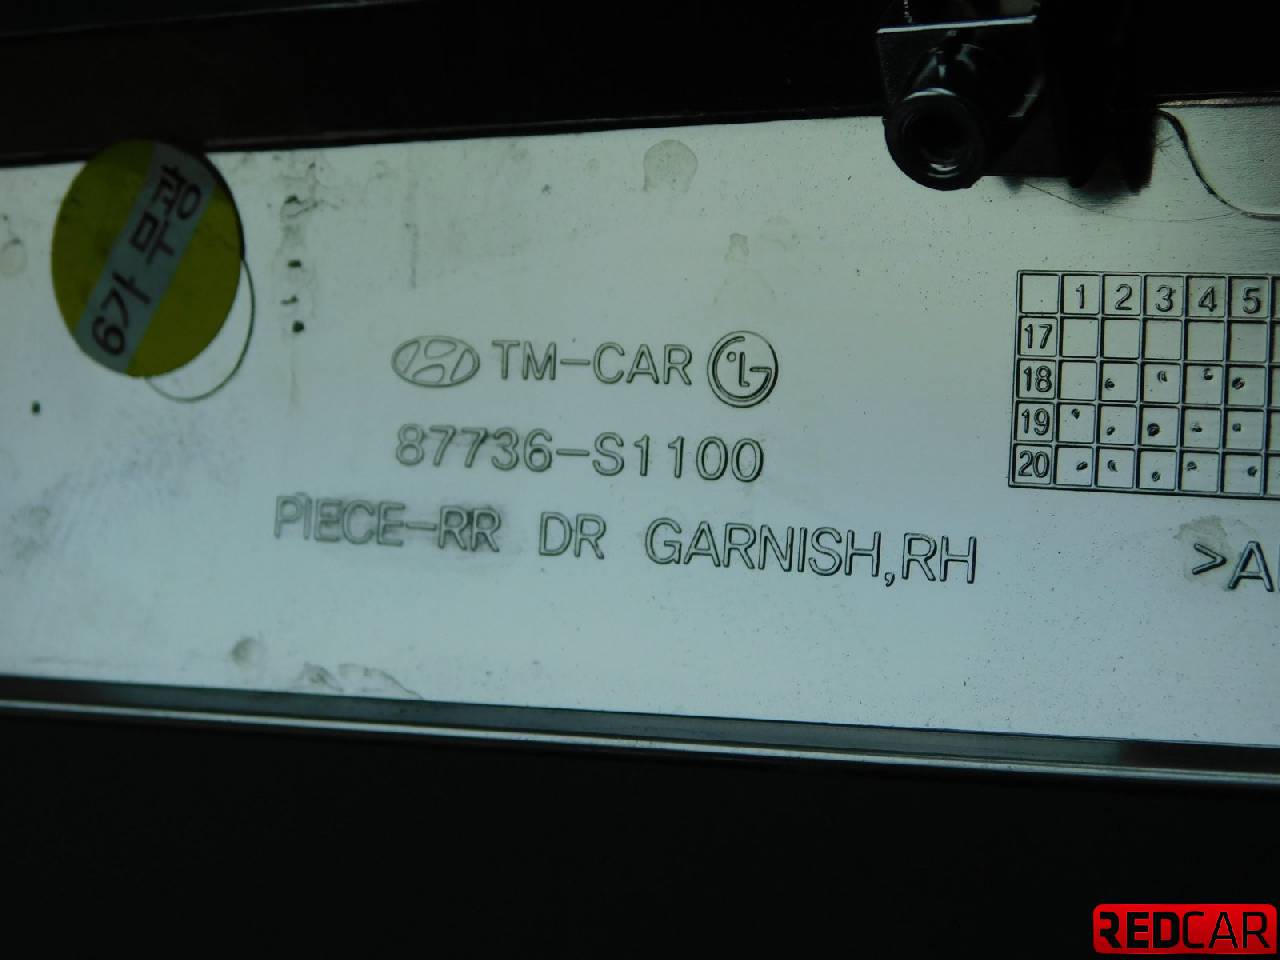 6가 무광
TM-CAR
87736-S1100
PIECE-RR DR GARNISH,RH
1 2 3 4 5
17
18
19
20
REDCAR